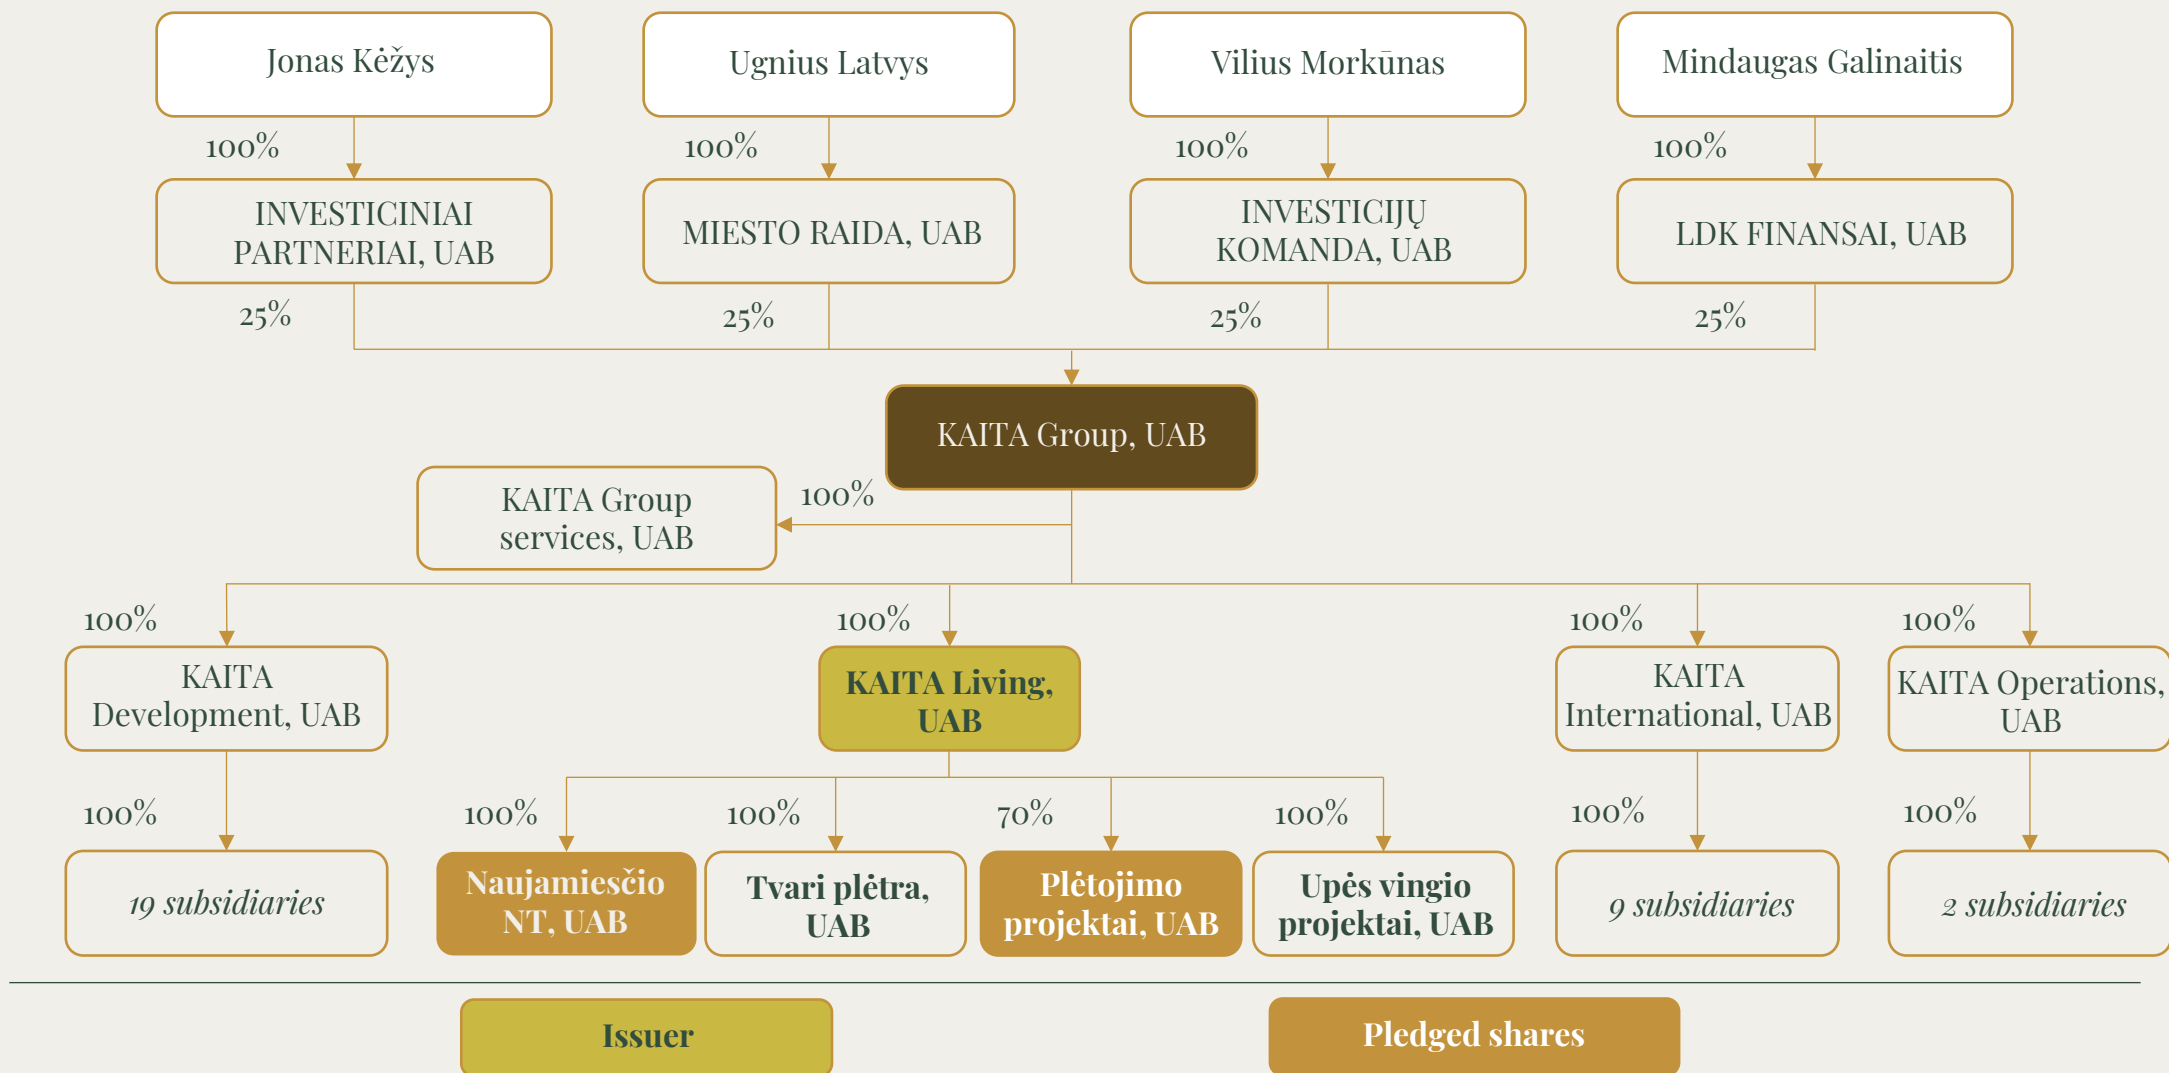 Jonas Kėžys
Ugnius Latvys
Vilius Morkūnas
Mindaugas Galinaitis
100%
100%
100%
100%
INVESTICINIAI
PARTNERIAI, UAB
MIESTO RAIDA, UAB
INVESTICIJŲ
KOMANDA, UAB
LDK FINANSAI, UAB
25%
25%
25%
25%
KAITA Group, UAB
KAITA Group
services, UAB
100%
100%
100%
100%
100%
KAITA
Development, UAB
KAITA Living,
UAB
KAITA
International, UAB
KAITA Operations,
UAB
100%
100%
100%
70%
100%
100%
100%
19 subsidiaries
Naujamiesčio
NT, UAB
Tvari plėtra,
UAB
Plėtojimo
projektai, UAB
Upės vingio
projektai, UAB
9 subsidiaries
2 subsidiaries
Issuer
Pledged shares